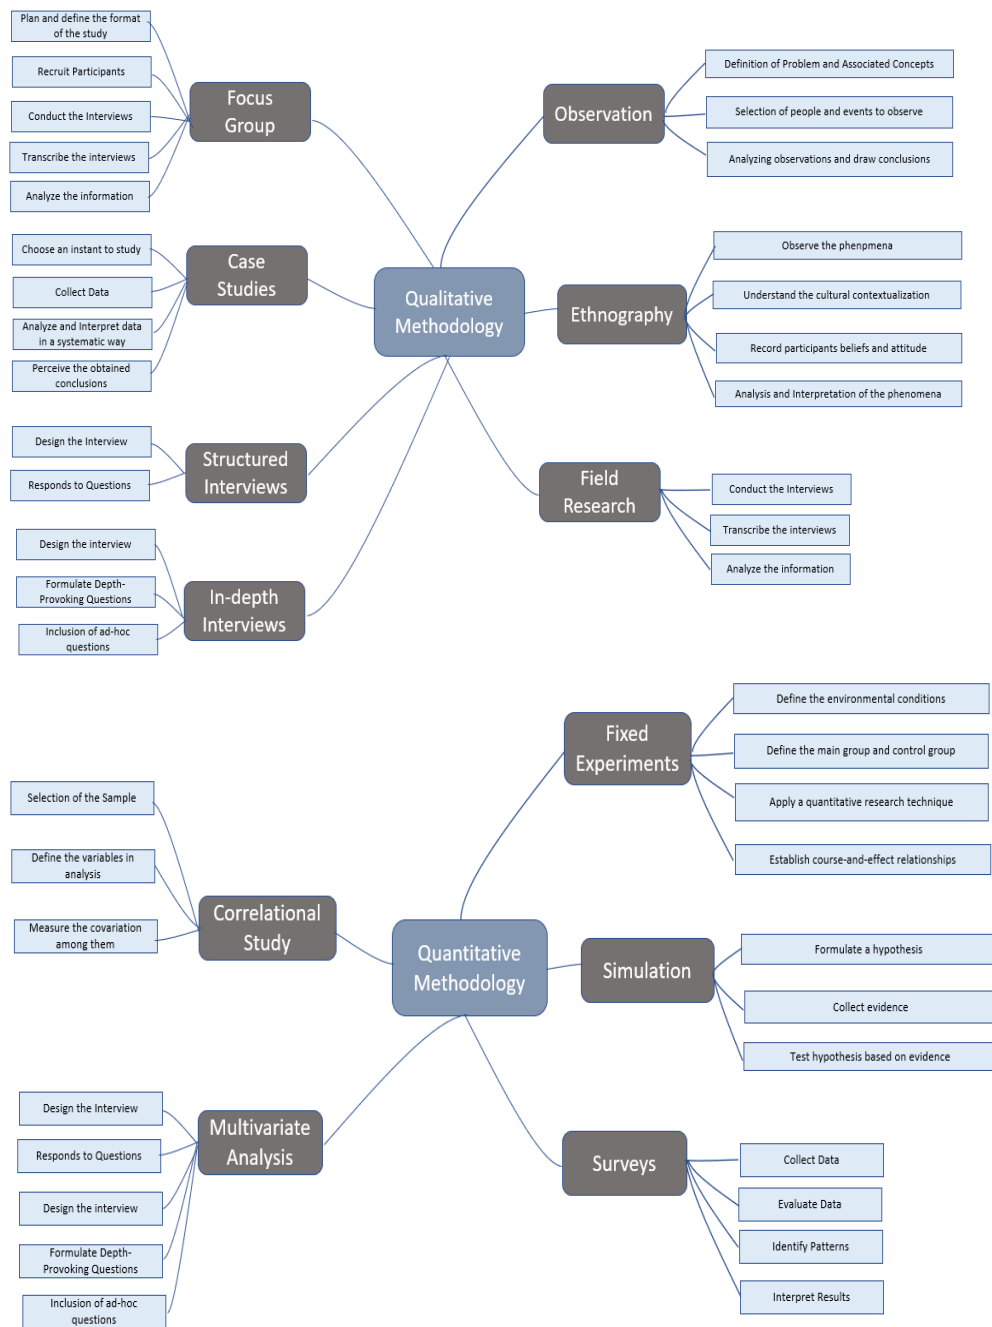 Plan and define the format
of the study
Recruit Participants
Conduct the Interviews
Transcribe the interviews
Analyze the information
Focus
Group
Choose an instant to study
Collect Data
Analyze and Interpret data
in a systematic way
Perceive the obtained
conclusions
Case
Studies
Design the Interview
Responds to Questions
Structured
Interviews
Design the interview
Formulate Depth-
Provoking Questions
Inclusion of ad-hoc
questions
In-depth
Interviews
Qualitative
Methodology
Observation
Definition of Problem and Associated Concepts
Selection of people and events to observe
Analyzing observations and draw conclusions
Ethnography
Observe the phenpmena
Understand the cultural contextualization
Record participants beliefs and attitude
Analysis and Interpretation of the phenomena
Field
Research
Conduct the Interviews
Transcribe the interviews
Analyze the information
Selection of the Sample
Define the variables in
analysis
Measure the covariation
among them
Correlational
Study
Design the Interview
Responds to Questions
Design the interview
Formulate Depth-
Provoking Questions
Inclusion of ad-hoc
questions
Multivariate
Analysis
Quantitative
Methodology
Fixed
Experiments
Define the environmental conditions
Define the main group and control group
Apply a quantitative research technique
Establish course-and-effect relationships
Simulation
Formulate a hypothesis
Collect evidence
Test hypothesis based on evidence
Surveys
Collect Data
Evaluate Data
Identify Patterns
Interpret Results